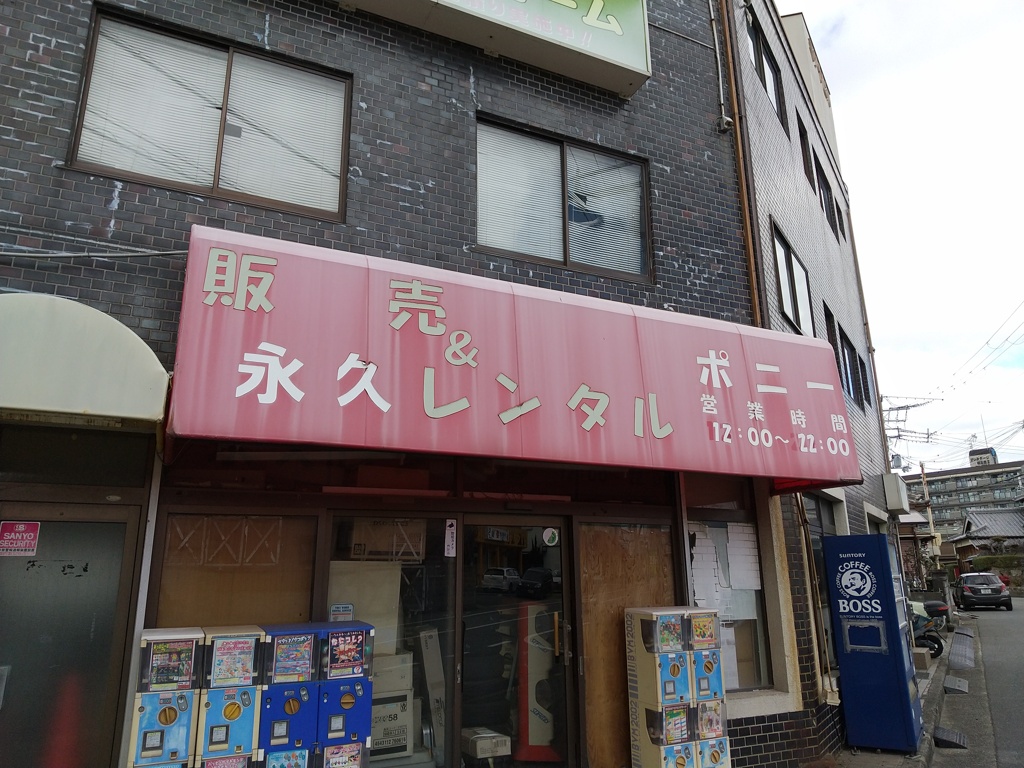 販売
&
永久レンタル
ポニー
営業時間
12:00〜22:00
SANYO
SECURITY
SUNTORY
COFFEE
BOSS
58